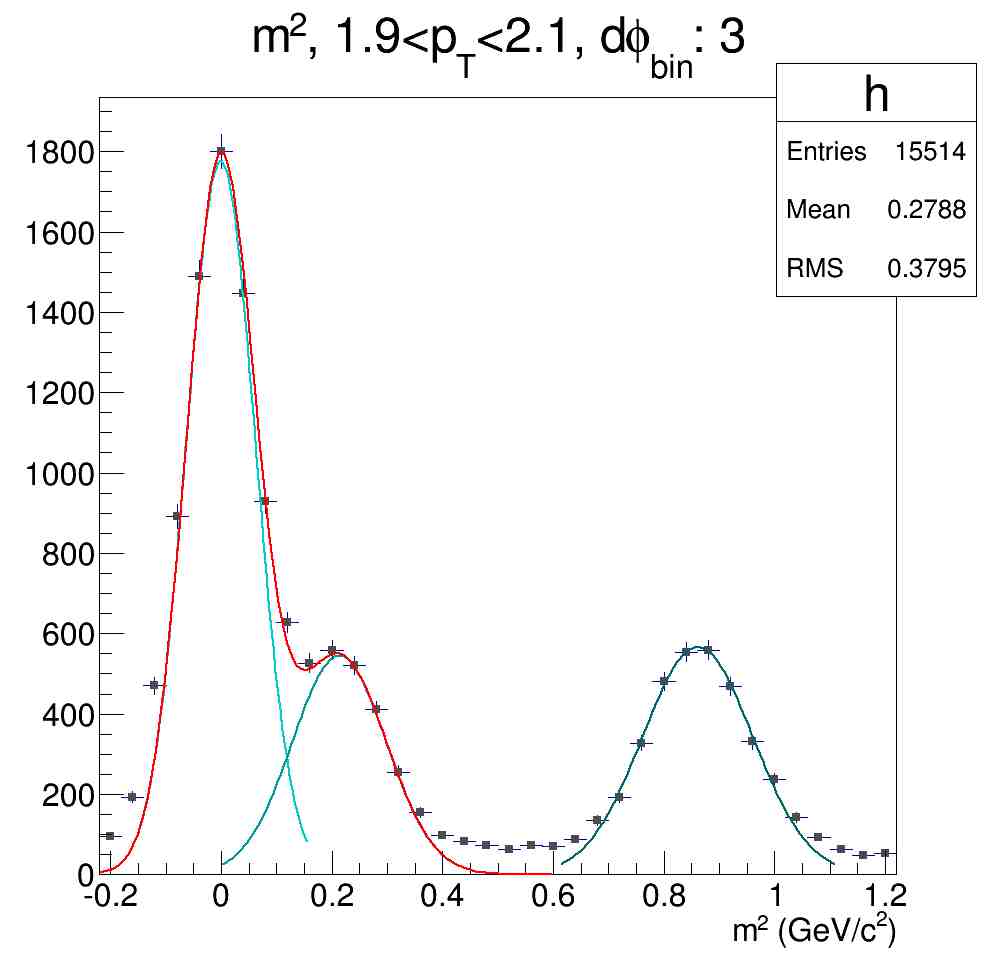 m², 1.9<p_T<2.1, dϕ_bin: 3
h
Entries 15514
Mean 0.2788
RMS 0.3795
1800
1600
1400
1200
1000
800
600
400
200
0
-0.2 0 0.2 0.4 0.6 0.8 1 1.2
m² (GeV/c²)